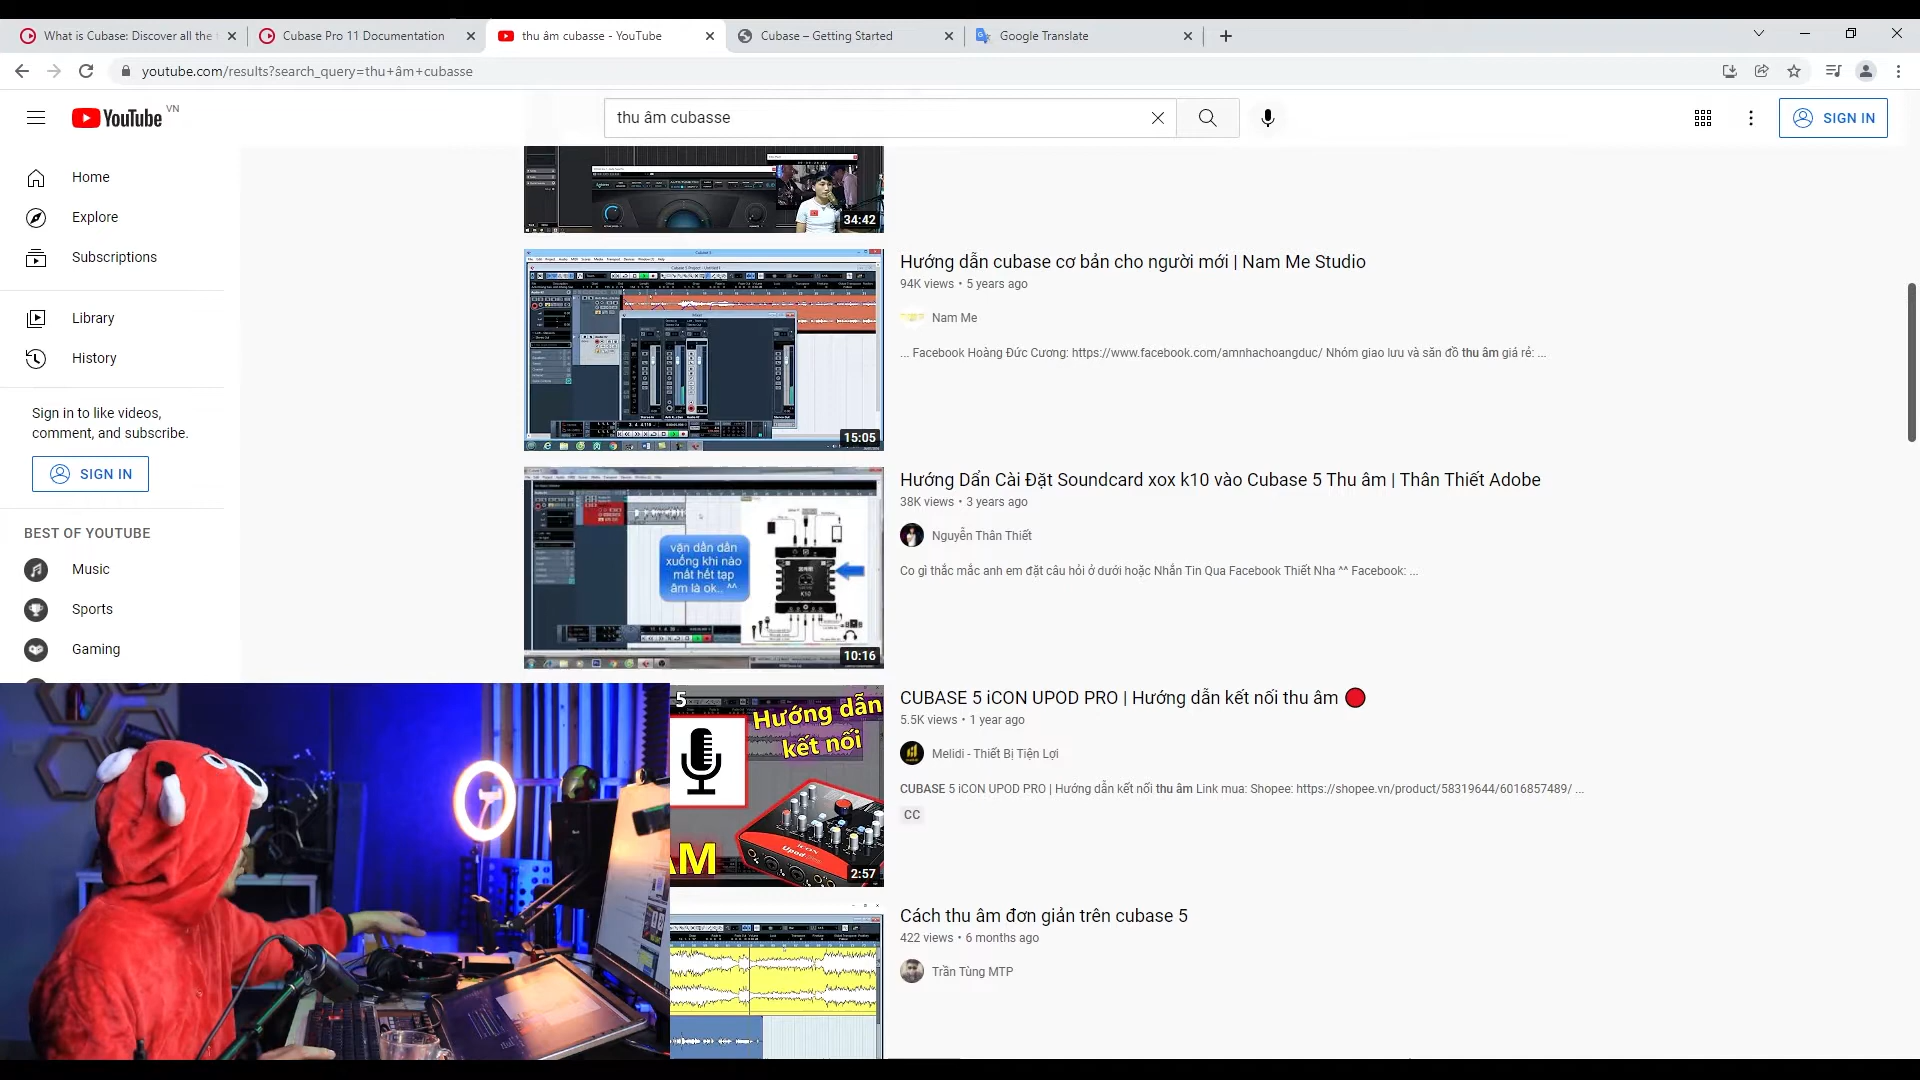 What is Cubase: Discover all the
Cubase Pro 11 Documentation
thu âm cubasse - YouTube
Cubase – Getting Started
Google Translate
youtube.com/results?search_query=thu+âm+cubasse
YouTube VN
thu âm cubasse
SIGN IN
Home
Explore
Subscriptions
Library
History
Sign in to like videos,
comment, and subscribe.
SIGN IN
BEST OF YOUTUBE
Music
Sports
Gaming
34:42
15:05
Hướng dẫn cubase cơ bản cho người mới | Nam Me Studio
94K views • 5 years ago
Nam Me
... Facebook Hoàng Đức Cương: https://www.facebook.com/amnhachoangduc/ Nhóm giao lưu và săn đồ thu âm giá rẻ: ...
vặn dần dần
xuống khi nào
mất hết tạp
âm là ok.. ^^
K10
10:16
Hướng Dẩn Cài Đặt Soundcard xox k10 vào Cubase 5 Thu âm | Thân Thiết Adobe
38K views • 3 years ago
Nguyễn Thân Thiết
Co gì thắc mắc anh em đặt câu hỏi ở dưới hoặc Nhắn Tin Qua Facebook Thiết Nha ^^ Facebook: ...
5
Hướng dẫn
kết nối
iCON
Upod
ÂM
2:57
CUBASE 5 iCON UPOD PRO | Hướng dẫn kết nối thu âm
5.5K views • 1 year ago
Melidi - Thiết Bị Tiện Lợi
CUBASE 5 iCON UPOD PRO | Hướng dẫn kết nối thu âm Link mua: Shopee: https://shopee.vn/product/58319644/6016857489/ ...
CC
Cách thu âm đơn giản trên cubase 5
422 views • 6 months ago
Trần Tùng MTP